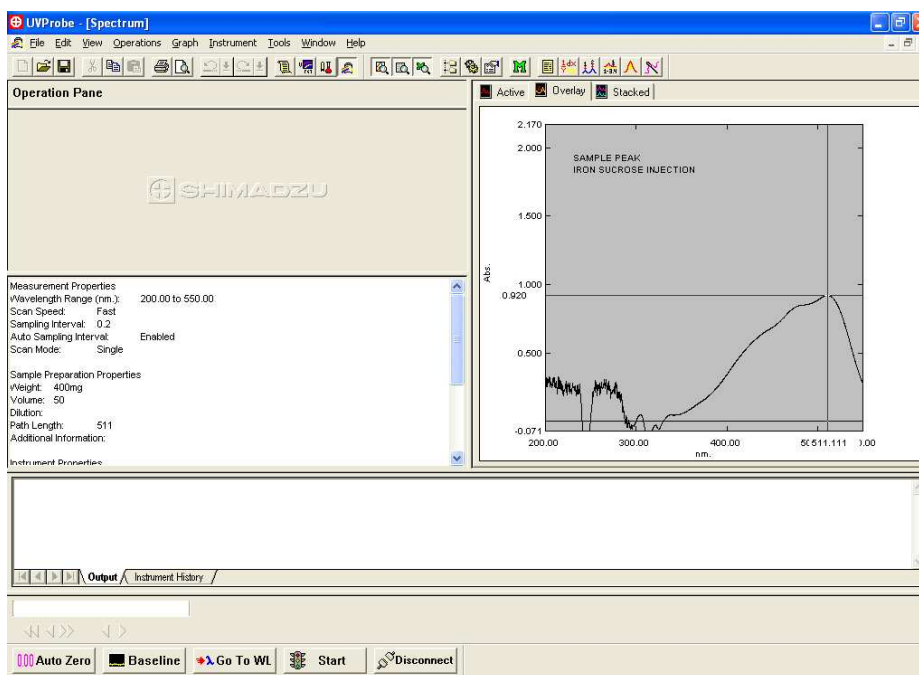 UVProbe - [Spectrum]
File Edit View Operations Graph Instrument Tools Window Help
Operation Pane
SHIMADZU
Measurement Properties
Wavelength Range (nm.): 200.00 to 550.00
Scan Speed: Fast
Sampling Interval: 0.2
Auto Sampling Interval: Enabled
Scan Mode: Single
Sample Preparation Properties
Weight: 400mg
Volume: 50
Dilution:
Path Length: 511
Additional Information:
Instrument Properties
Active Overlay Stacked
2.170
2.000
SAMPLE PEAK
IRON SUCROSE INJECTION
1.500
Abs.
1.000
0.920
0.500
-0.071
200.00 300.00 400.00 50 511.111 0.00
nm.
Output Instrument History
0.00 Auto Zero Baseline λ Go To WL Start Disconnect